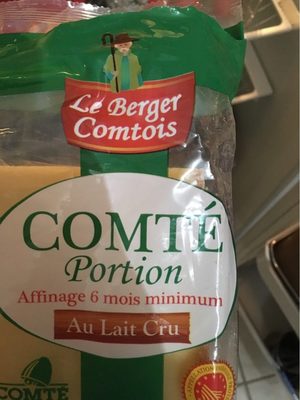 Le Berger
Comtois
COMTÉ
Portion
Affinage 6 mois minimum
Au Lait Cru
COMTÉ